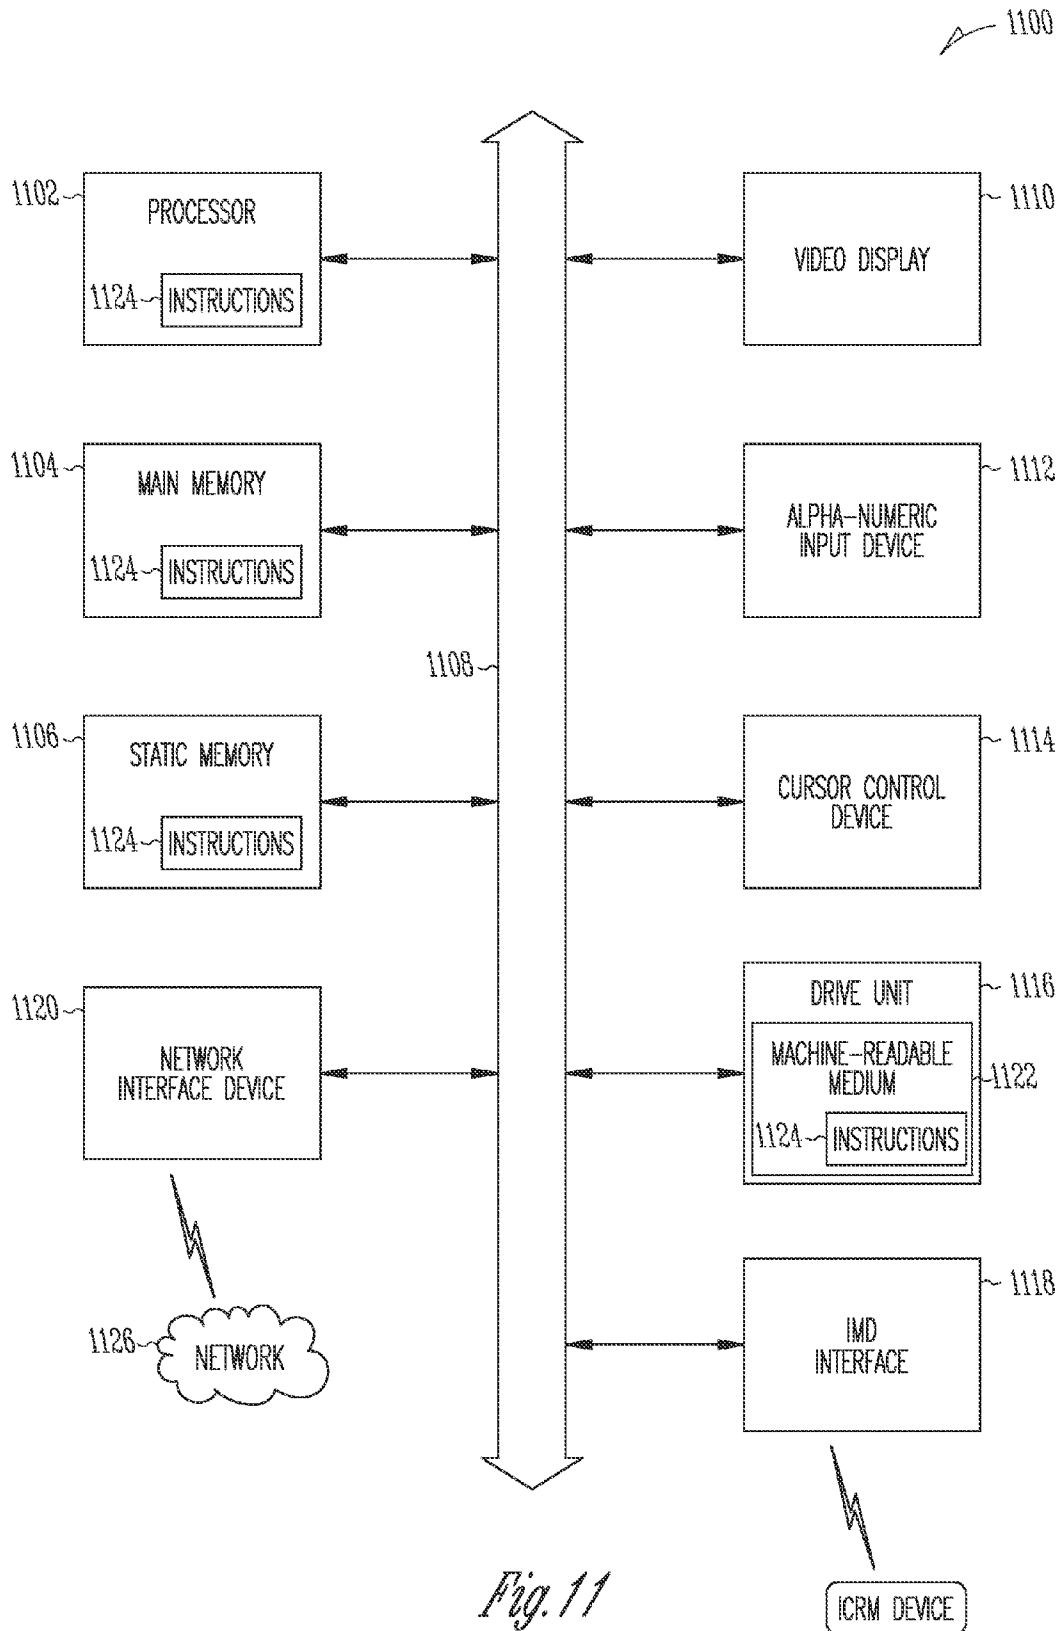 1100
1102
PROCESSOR
1124
INSTRUCTIONS
1110
VIDEO DISPLAY
1104
MAIN MEMORY
1124
INSTRUCTIONS
1112
ALPHA-NUMERIC
INPUT DEVICE
1108
1106
STATIC MEMORY
1124
INSTRUCTIONS
1114
CURSOR CONTROL
DEVICE
1120
NETWORK
INTERFACE DEVICE
1116
DRIVE UNIT
MACHINE-READABLE
MEDIUM
1122
1124
INSTRUCTIONS
1126
NETWORK
1118
IMD
INTERFACE
Fig. 11
ICRM DEVICE